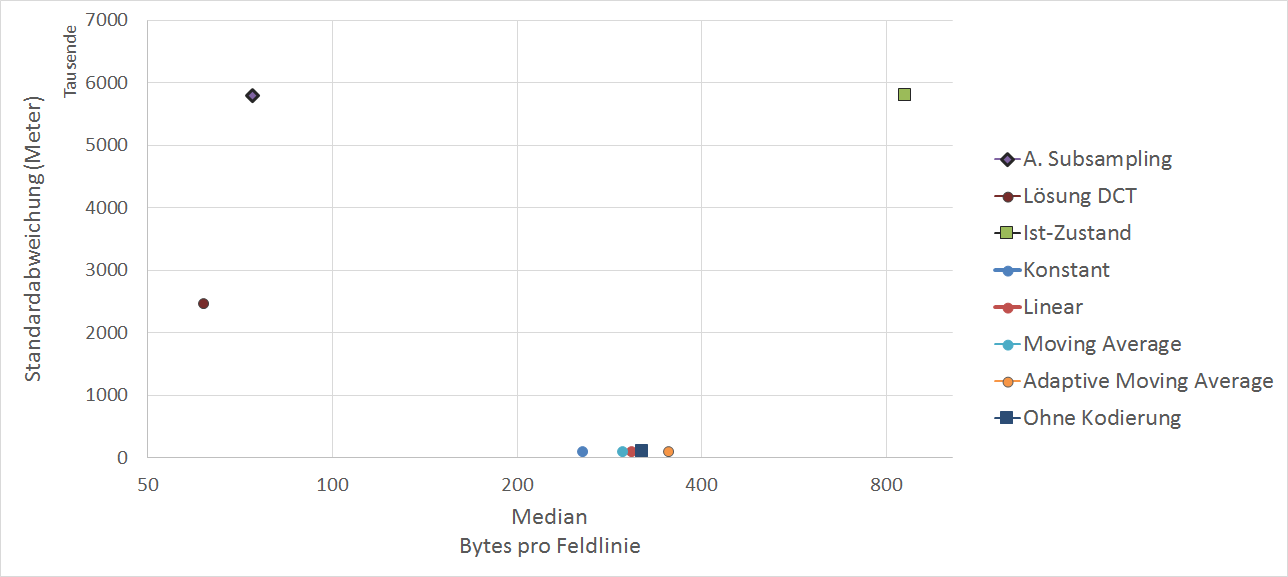 Standardabweichung (Meter)
Tausende
7000
6000
5000
4000
3000
2000
1000
0
50 100 200 400 800
Median
Bytes pro Feldlinie
A. Subsampling
Lösung DCT
Ist-Zustand
Konstant
Linear
Moving Average
Adaptive Moving Average
Ohne Kodierung